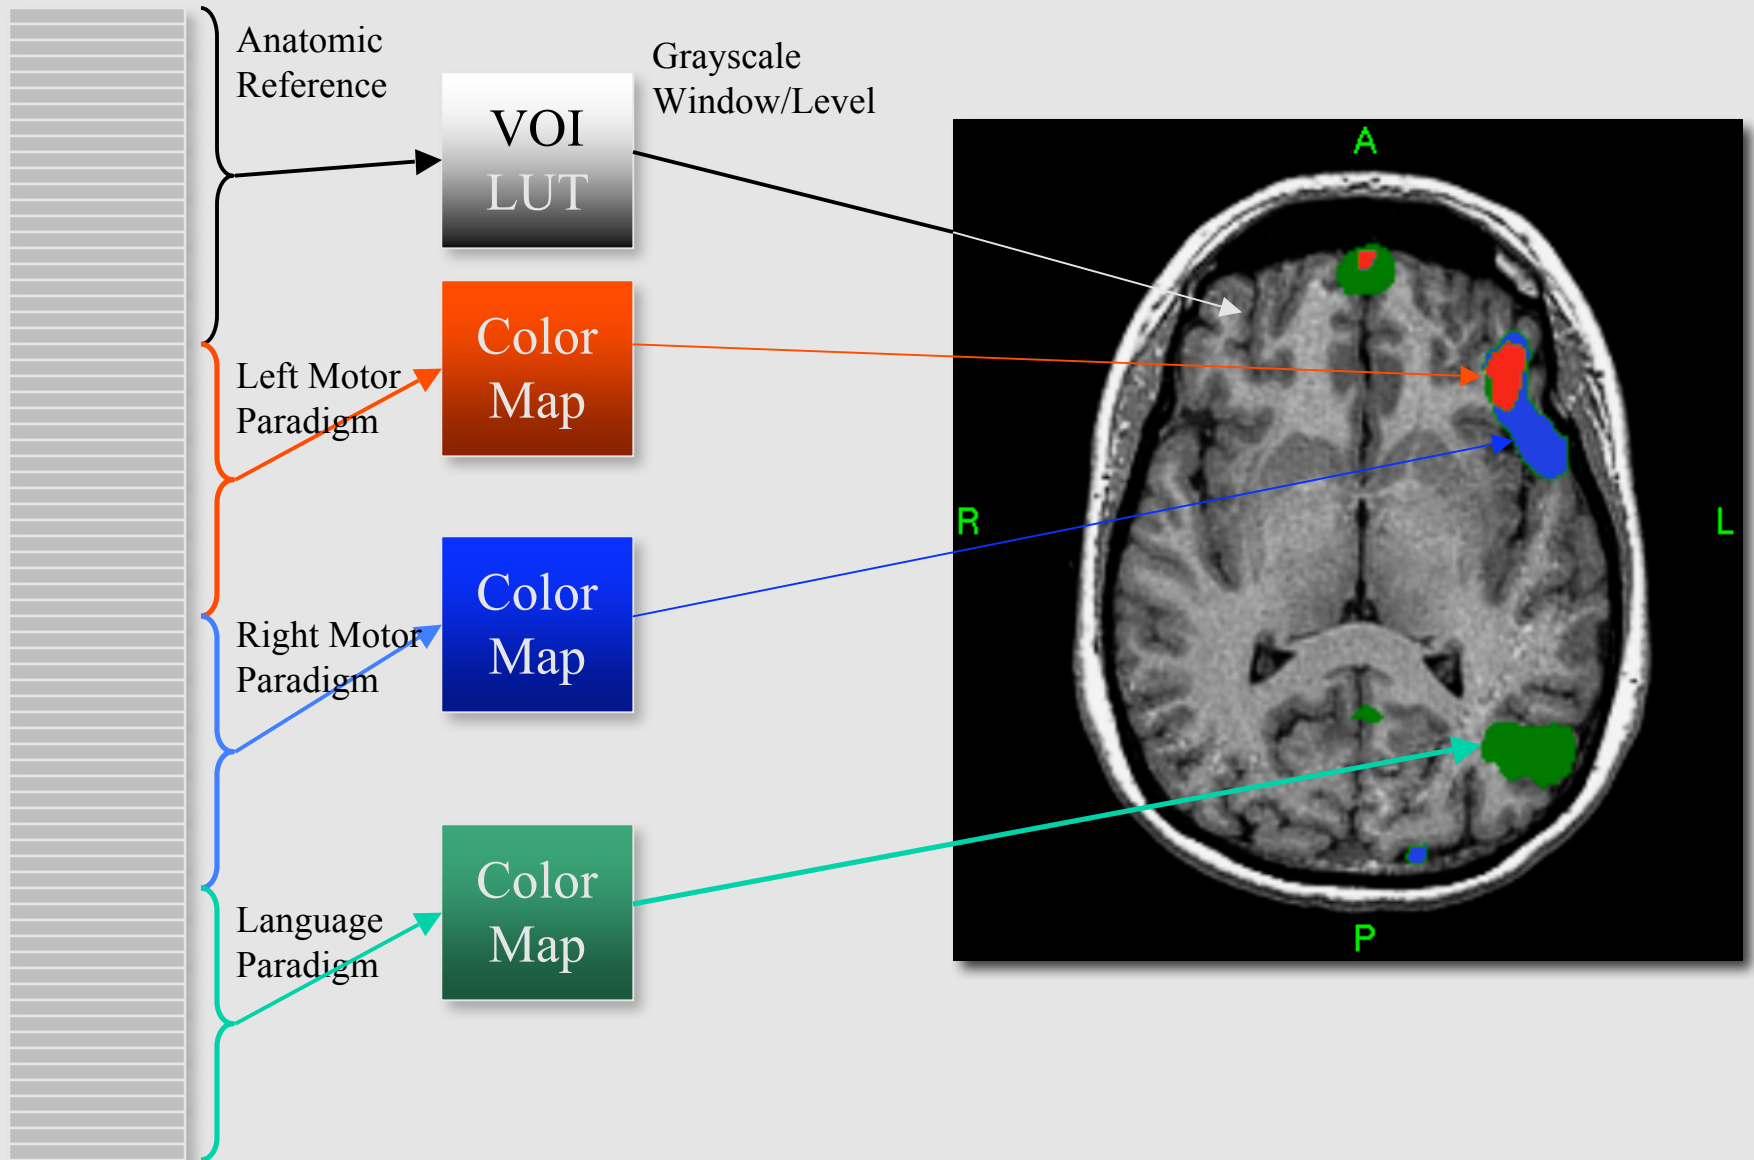 Anatomic
Reference
VOI
LUT
Grayscale
Window/Level
Left Motor
Paradigm
Color
Map
Right Motor
Paradigm
Color
Map
Language
Paradigm
Color
Map
A
R
L
P